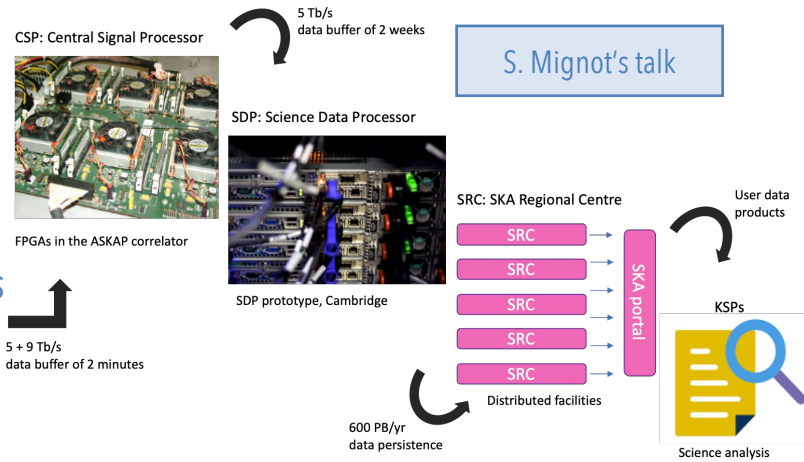 5 Tb/s
data buffer of 2 weeks
CSP: Central Signal Processor
S. Mignot's talk
SDP: Science Data Processor
SRC: SKA Regional Centre
User data
products
FPGAs in the ASKAP correlator
SRC
SRC
SRC
SRC
SRC
SKA portal
s
SDP prototype, Cambridge
KSPs
5 + 9 Tb/s
data buffer of 2 minutes
Distributed facilities
600 PB/yr
data persistence
Science analysis